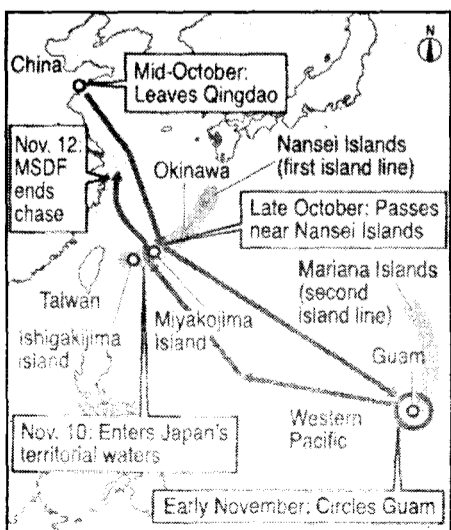 N
China
Mid-October:
Leaves Qingdao
Nov. 12:
MSDF
ends
chase
Okinawa
Nansei Islands
(first island line)
Late October: Passes
near Nansei Islands
Mariana Islands
(second
island line)
Taiwan
Ishigakijima
island
Miyakojima
Island
Guam
Western
Pacific
Nov. 10: Enters Japan's
territorial waters
Early November: Circles Guam